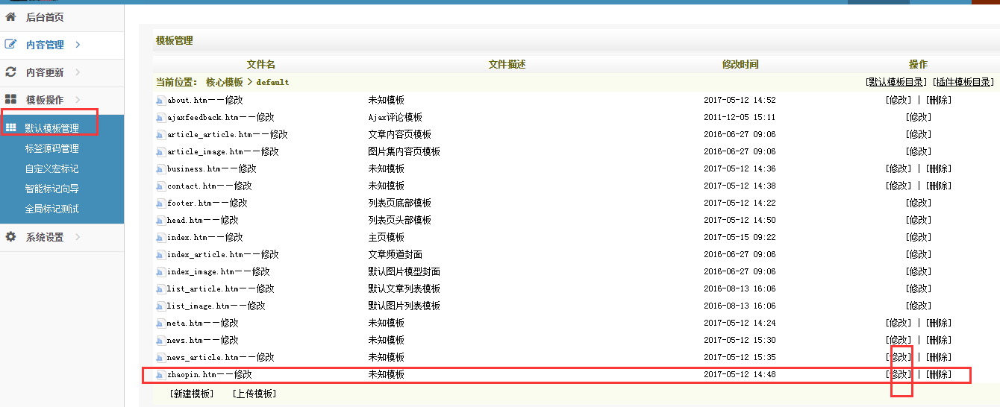 后台首页
内容管理 >
内容更新 >
模板操作 >
默认模板管理
标签源码管理
自定义宏标记
智能标记向导
全局标记测试
系统设置 >
模板管理
文件名 文件描述 修改时间 操作
当前位置: 核心模板 > default [默认模板目录] [插件模板目录]
about.htm——修改 未知模板 2017-05-12 14:52 [修改] | [删除]
ajaxfeedback.htm——修改 Ajax评论模板 2011-12-05 15:11 [修改]
article_article.htm——修改 文章内容页模板 2016-06-27 09:06 [修改]
article_image.htm——修改 图片集内容页模板 2016-06-27 09:06 [修改]
business.htm——修改 未知模板 2017-05-12 14:36 [修改] | [删除]
contact.htm——修改 未知模板 2017-05-12 14:38 [修改] | [删除]
footer.htm——修改 列表页底部模板 2017-05-12 14:22 [修改]
head.htm——修改 列表页头部模板 2017-05-12 14:50 [修改]
index.htm——修改 主页模板 2017-05-15 09:22 [修改]
index_article.htm——修改 文章频道封面 2016-06-27 09:06 [修改]
index_image.htm——修改 默认图片模型封面 2016-06-27 09:06 [修改]
list_article.htm——修改 默认文章列表模板 2016-08-13 16:06 [修改]
list_image.htm——修改 默认图片列表模板 2016-08-13 16:06 [修改]
meta.htm——修改 未知模板 2017-05-12 14:24 [修改] | [删除]
news.htm——修改 未知模板 2017-05-12 15:30 [修改] | [删除]
news_article.htm——修改 未知模板 2017-05-12 15:35 [修改] | [删除]
zhaopin.htm——修改 未知模板 2017-05-12 14:48 [修改] | [删除]
[新建模板] [上传模板]